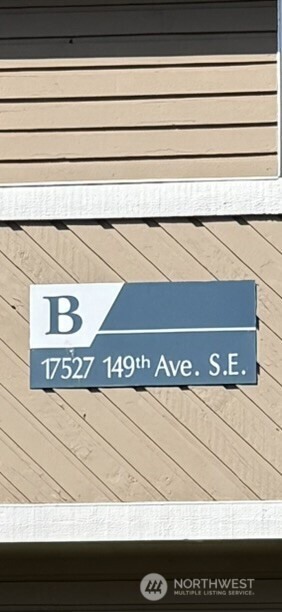 B
17527 149th Ave. S.E.
NORTHWEST
MULTIPLE LISTING SERVICE